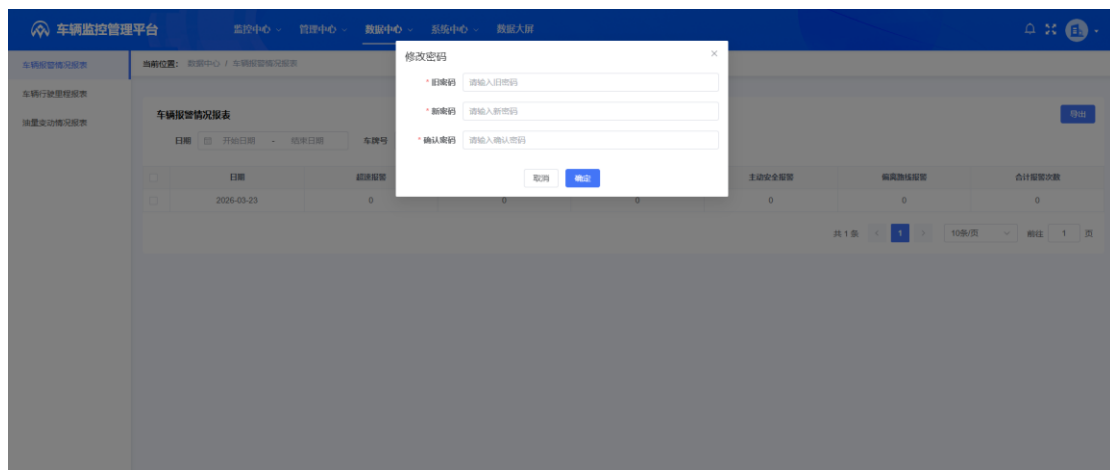 车辆监控管理平台 监控中心 管理中心 数据中心 系统中心 数据大屏
车辆报警情况报表
车辆行驶里程报表
油量变动情况报表
当前位置： 数据中心 / 车辆报警情况报表
修改密码
* 旧密码 请输入旧密码
* 新密码 请输入新密码
* 确认密码 请输入确认密码
取消 确定
车辆报警情况报表 导出
日期 开始日期 - 结束日期 车牌号
日期 超速报警 主动安全报警 偏离路线报警 合计报警次数
2026-03-23 0 0 0 0 0 0
共 1 条 1 10条/页 前往 1 页